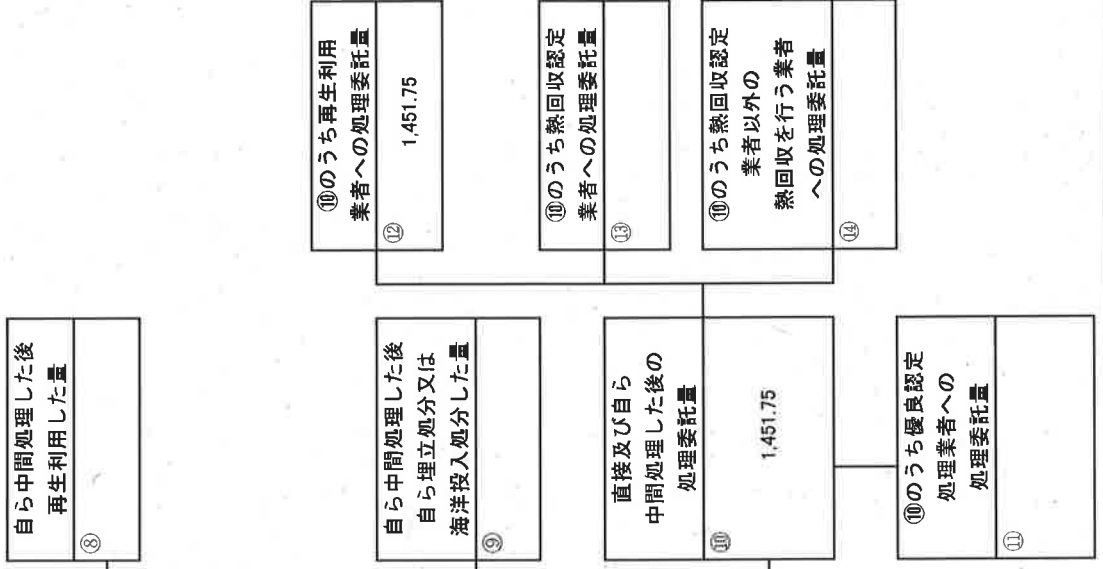 自ら中間処理した後
再生利用した量
⑧
自ら中間処理した後
自ら埋立処分又は
海洋投入処分した量
⑨
直接及び自ら
中間処理した後の
処理委託量
⑩
1,451.75
⑩のうち優良認定
処理業者への
処理委託量
⑪
⑩のうち再生利用
業者への処理委託量
⑫
1,451.75
⑩のうち熱回収認定
業者への処理委託量
⑬
⑩のうち熱回収認定
業者以外の
熱回収を行う業者
への処理委託量
⑭